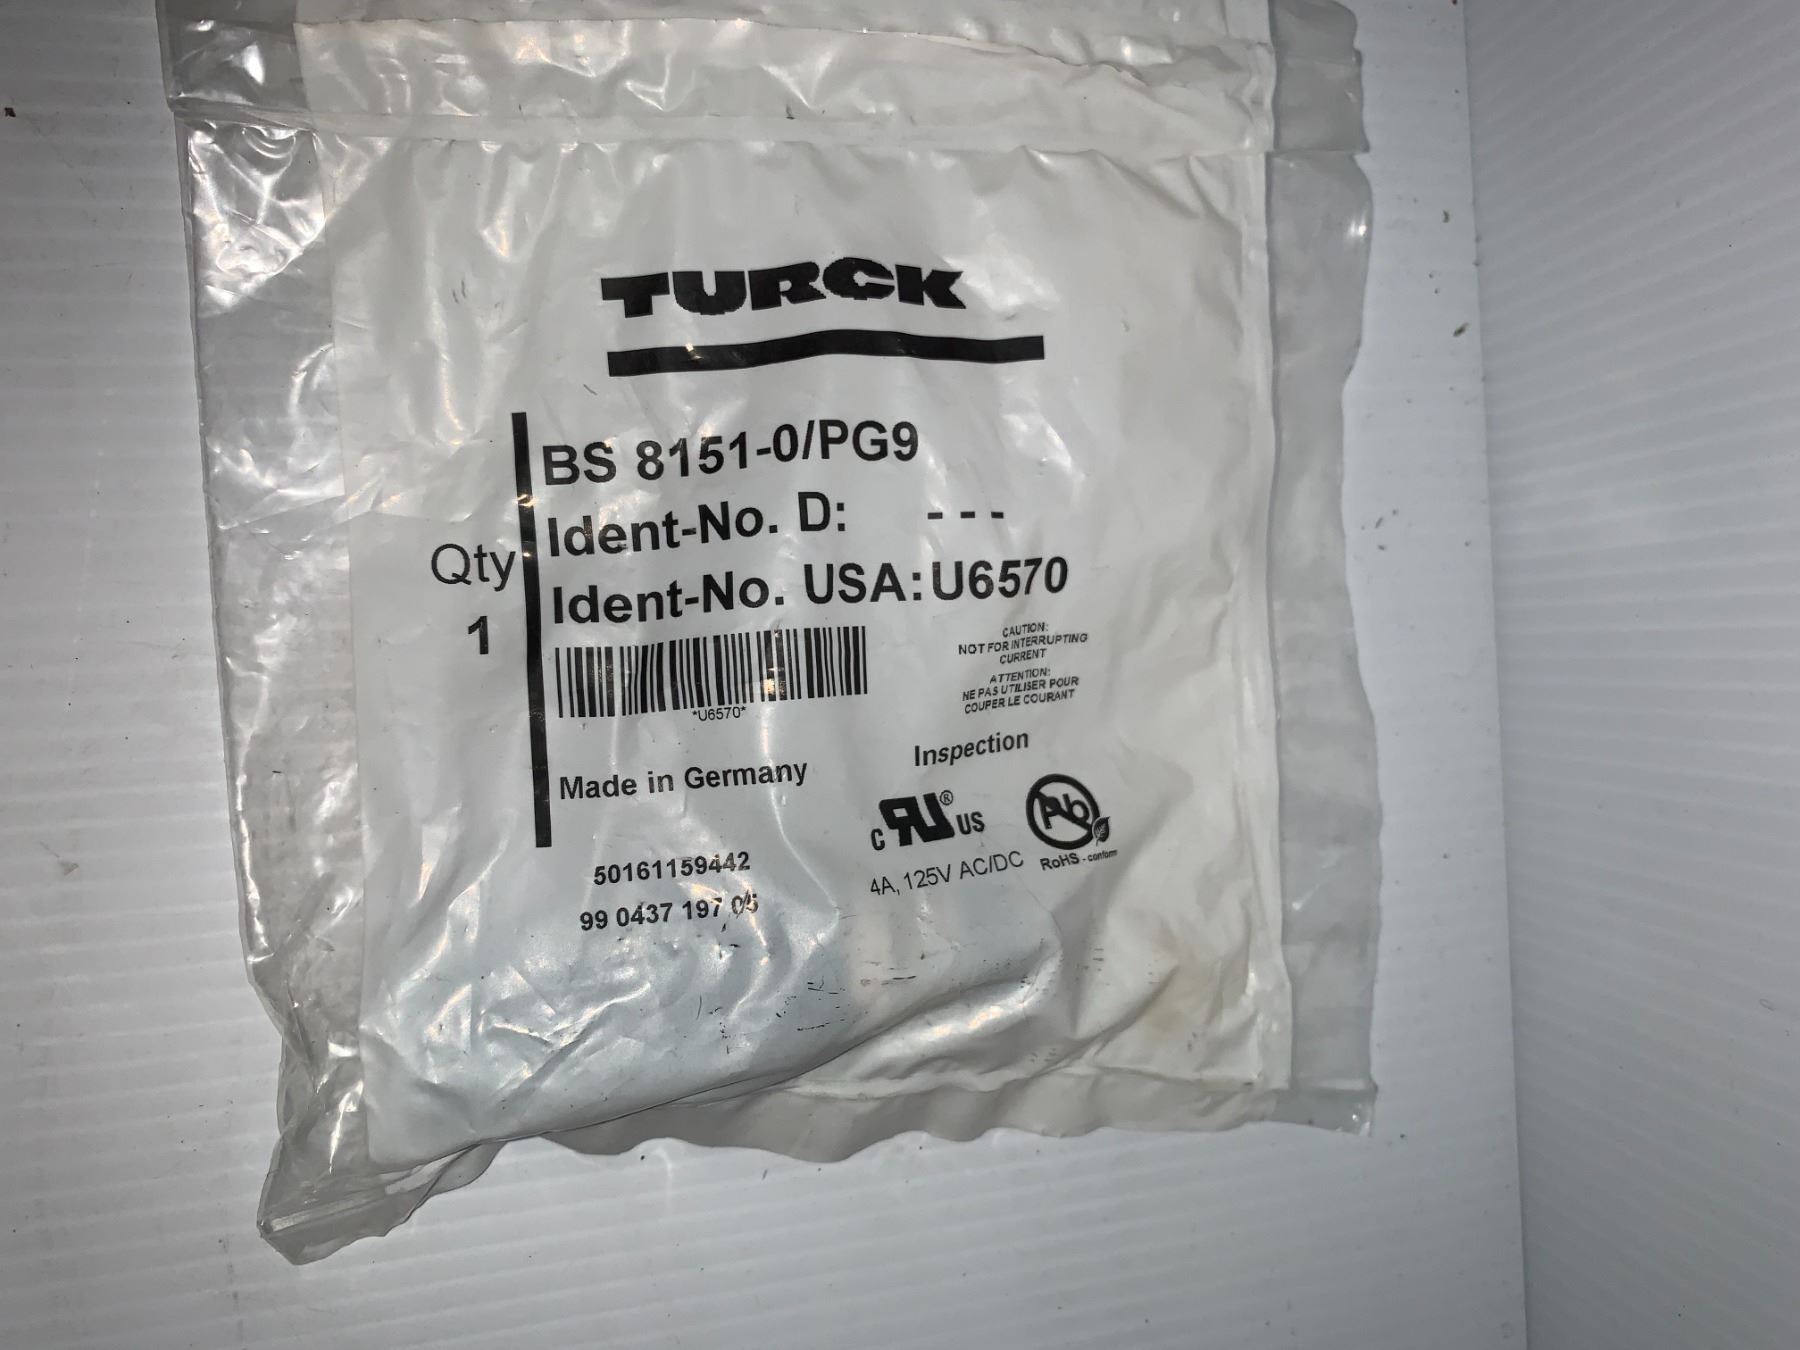 TURCK
BS 8151-0/PG9
Ident-No. D: - - -
Ident-No. USA: U6570
Qty
1
*U6570*
CAUTION:
NOT FOR INTERRUPTING
CURRENT
ATTENTION:
NE PAS UTILISER POUR
COUPER LE COURANT
Inspection
Made in Germany
c RU® US
Pb
RoHS - conform
4A, 125V AC/DC
50161159442
99 0437 197 05